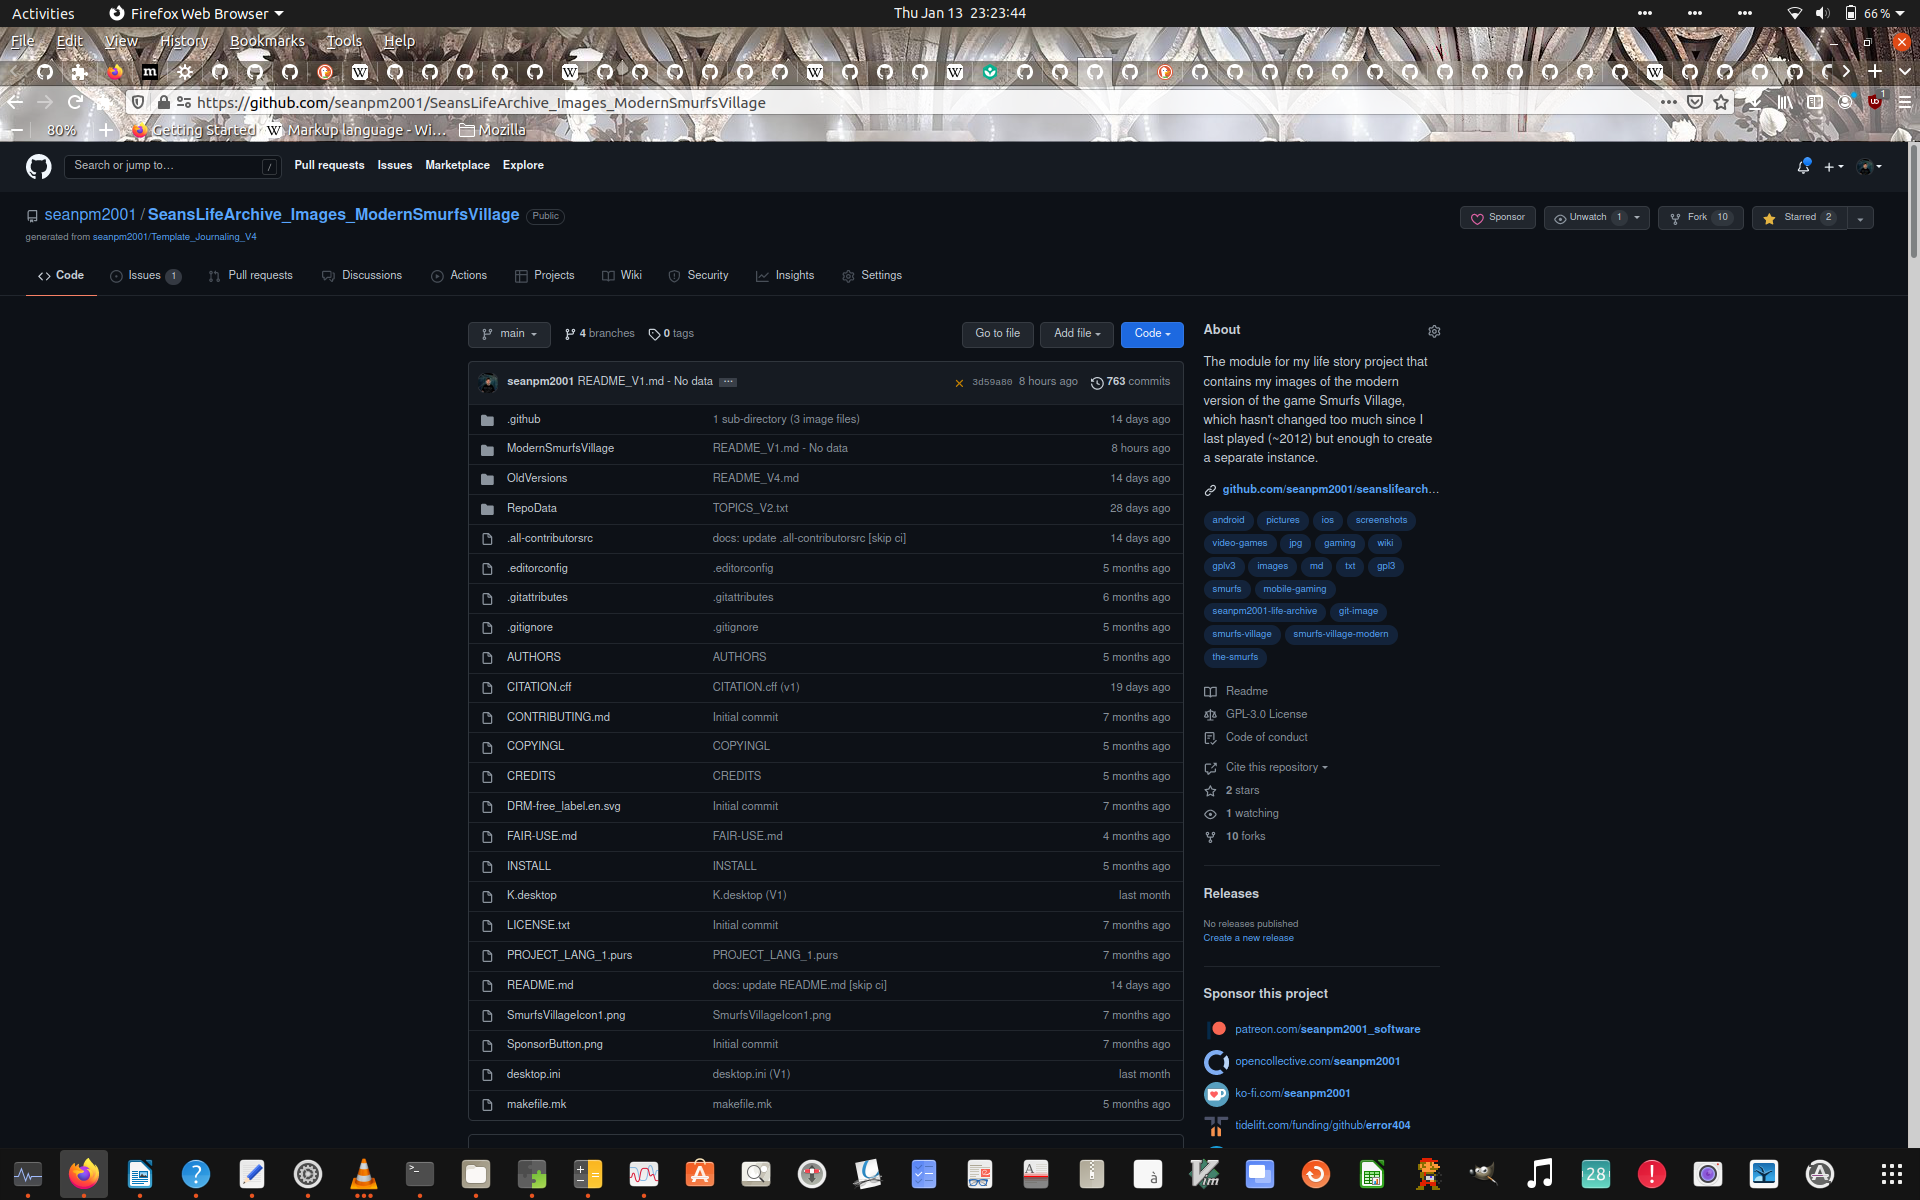 Activities Firefox Web Browser Thu Jan 13 23:23:44 66 %
File Edit View History Bookmarks Tools Help
https://github.com/seanpm2001/SeansLifeArchive_Images_ModernSmurfsVillage
80% Getting Started Markup language - Wi… Mozilla
Search or jump to… / Pull requests Issues Marketplace Explore
seanpm2001 / SeansLifeArchive_Images_ModernSmurfsVillage Public
Sponsor Unwatch 1 Fork 10 Starred 2
generated from seanpm2001/Template_Journaling_V4
Code Issues 1 Pull requests Discussions Actions Projects Wiki Security Insights Settings
main 4 branches 0 tags Go to file Add file Code
seanpm2001 README_V1.md - No data ... 3d59a80 8 hours ago 763 commits
.github 1 sub-directory (3 image files) 14 days ago
ModernSmurfsVillage README_V1.md - No data 8 hours ago
OldVersions README_V4.md 14 days ago
RepoData TOPICS_V2.txt 28 days ago
.all-contributorsrc docs: update .all-contributorsrc [skip ci] 14 days ago
.editorconfig .editorconfig 5 months ago
.gitattributes .gitattributes 6 months ago
.gitignore .gitignore 5 months ago
AUTHORS AUTHORS 5 months ago
CITATION.cff CITATION.cff (v1) 19 days ago
CONTRIBUTING.md Initial commit 7 months ago
COPYINGL COPYINGL 5 months ago
CREDITS CREDITS 5 months ago
DRM-free_label.en.svg Initial commit 7 months ago
FAIR-USE.md FAIR-USE.md 4 months ago
INSTALL INSTALL 5 months ago
K.desktop K.desktop (V1) last month
LICENSE.txt Initial commit 7 months ago
PROJECT_LANG_1.purs PROJECT_LANG_1.purs 7 months ago
README.md docs: update README.md [skip ci] 14 days ago
SmurfsVillageIcon1.png SmurfsVillageIcon1.png 7 months ago
SponsorButton.png Initial commit 7 months ago
desktop.ini desktop.ini (V1) last month
makefile.mk makefile.mk 5 months ago
About
The module for my life story project that
contains my images of the modern
version of the game Smurfs Village,
which hasn't changed too much since I
last played (~2012) but enough to create
a separate instance.
github.com/seanpm2001/seanslifearch…
android pictures ios screenshots
video-games jpg gaming wiki
gplv3 images md txt gpl3
smurfs mobile-gaming
seanpm2001-life-archive git-image
smurfs-village smurfs-village-modern
the-smurfs
Readme
GPL-3.0 License
Code of conduct
Cite this repository
2 stars
1 watching
10 forks
Releases
No releases published
Create a new release
Sponsor this project
patreon.com/seanpm2001_software
opencollective.com/seanpm2001
ko-fi.com/seanpm2001
tidelift.com/funding/github/error404
28